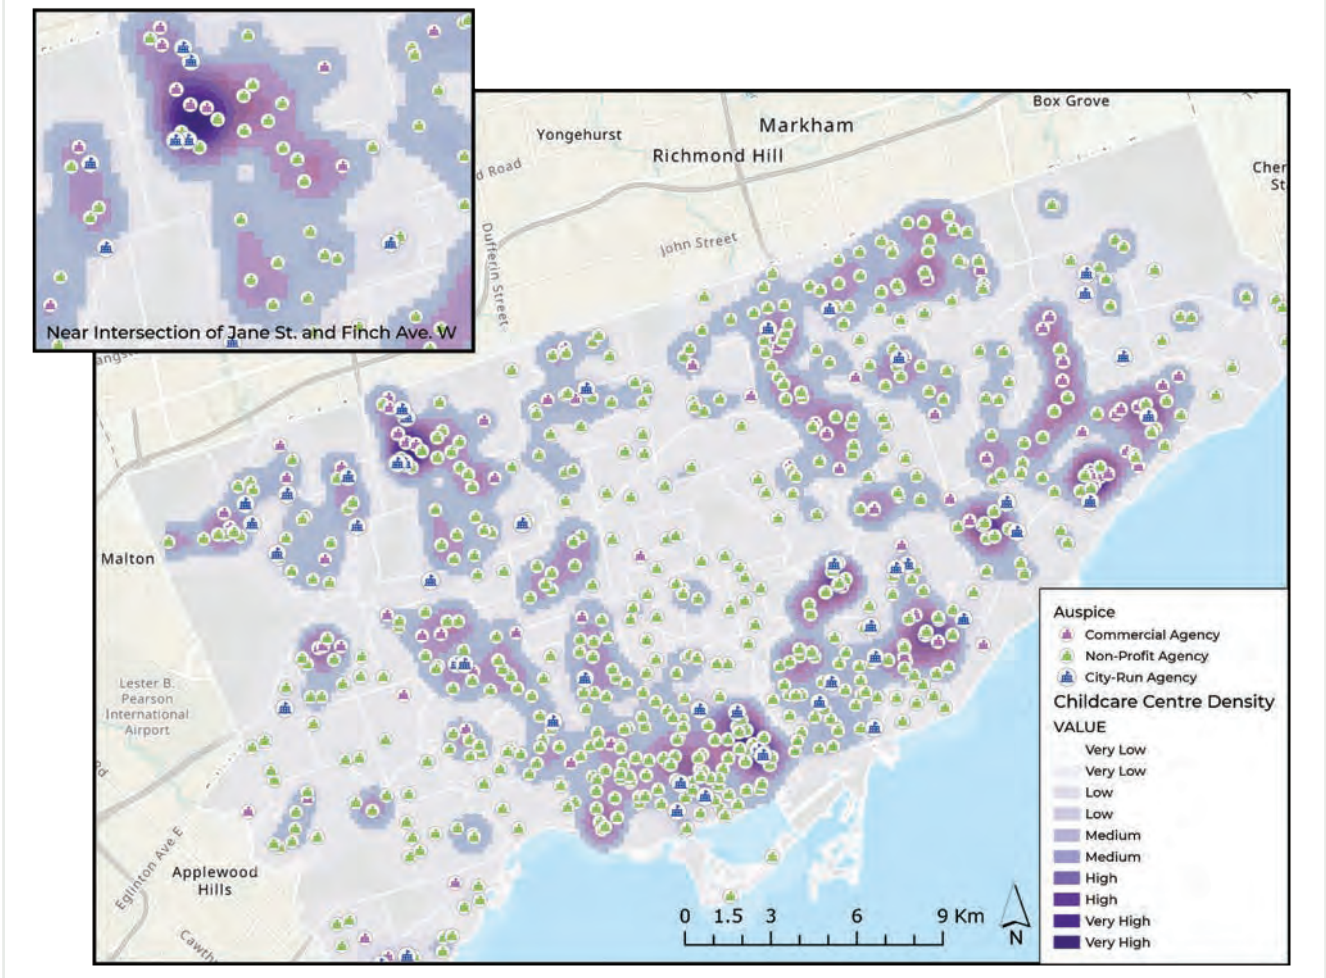 Near Intersection of Jane St. and Finch Ave. W
Box Grove
Markham
Yongehurst
Richmond Hill
Road
John Street
Dufferin Street
Malton
Lester B.
Pearson
International
Airport
Eglinton Ave E
Applewood
Hills
0 1.5 3 6 9 Km
N
Auspice
Commercial Agency
Non-Profit Agency
City-Run Agency
Childcare Centre Density
VALUE
Very Low
Very Low
Low
Low
Medium
Medium
High
High
Very High
Very High